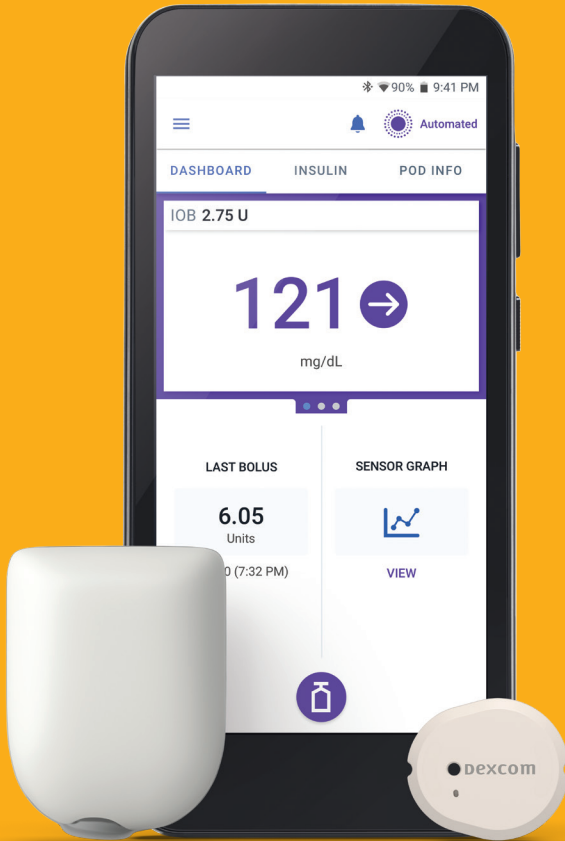 90% 9:41 PM
Automated
DASHBOARD INSULIN POD INFO
IOB 2.75 U
121
mg/dL
LAST BOLUS SENSOR GRAPH
6.05
Units
0 (7:32 PM) VIEW
Dexcom